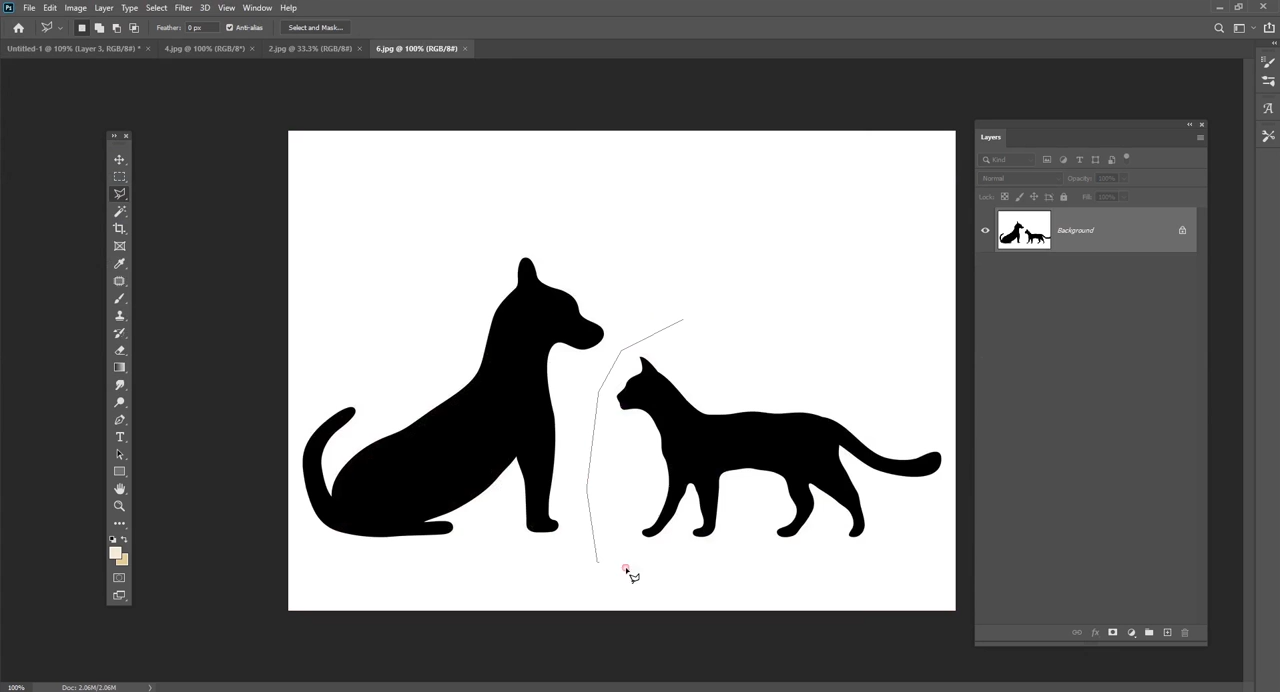 Ps File Edit Image Layer Type Select Filter 3D View Window Help
Feather: 0 px Anti-alias Select and Mask...
Untitled-1 @ 109% (Layer 3, RGB/8#) * × 4.jpg @ 100% (RGB/8*) × 2.jpg @ 33.3% (RGB/8#) × 6.jpg @ 100% (RGB/8#) ×
Layers
Kind
Normal Opacity: 100%
Lock: Fill: 100%
Background
100% Doc: 2.06M/2.06M